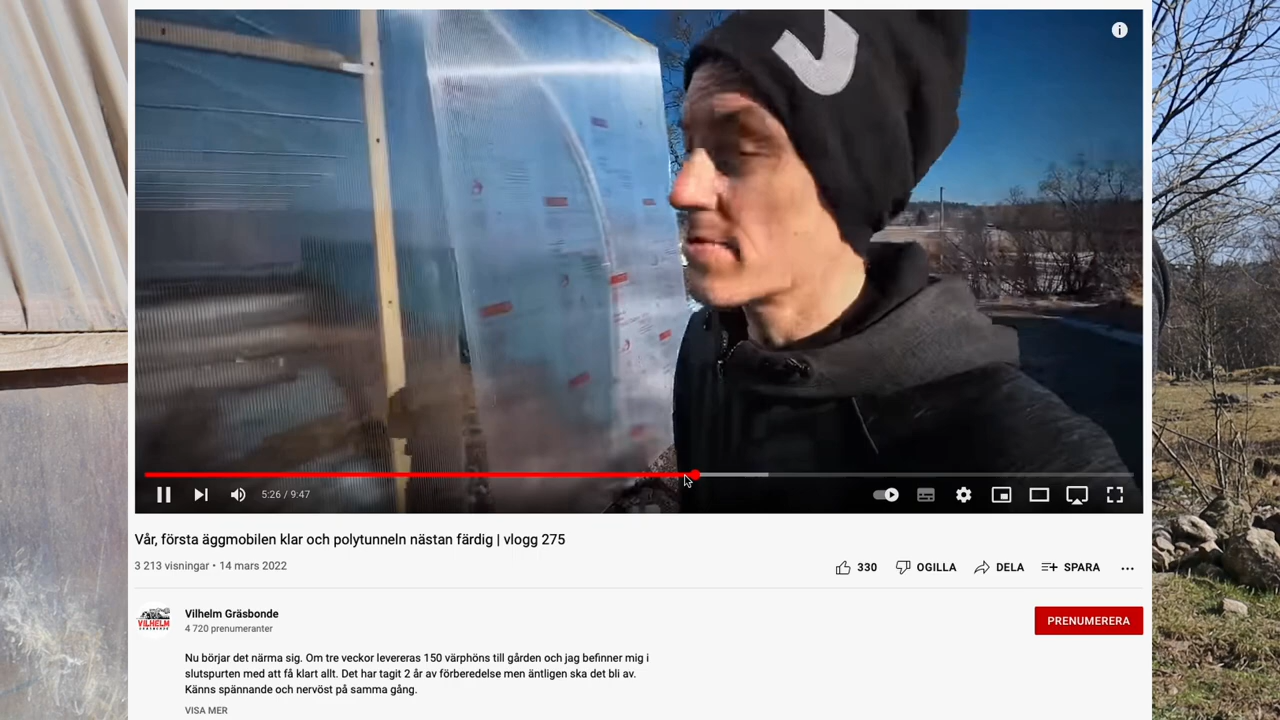 5:26 / 9:47
Vår, första äggmobilen klar och polytunneln nästan färdig | vlogg 275
3 213 visningar • 14 mars 2022
330 OGILLA DELA SPARA
VILHELM
Vilhelm Gräsbonde
4 720 prenumeranter
PRENUMERERA
Nu börjar det närma sig. Om tre veckor levereras 150 värphöns till gården och jag befinner mig i
slutspurten med att få klart allt. Det har tagit 2 år av förberedelse men äntligen ska det bli av.
Känns spännande och nervöst på samma gång.
VISA MER